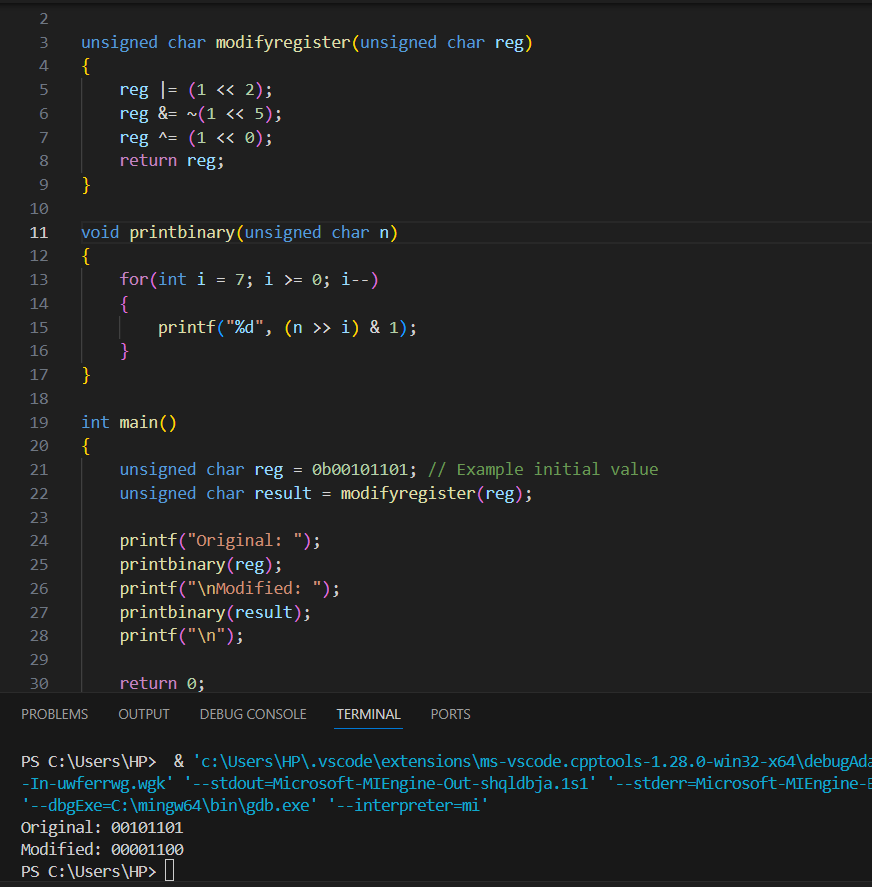 2
3 unsigned char modifyregister(unsigned char reg)
4 {
5     reg |= (1 << 2);
6     reg &= ~(1 << 5);
7     reg ^= (1 << 0);
8     return reg;
9 }
10
11 void printbinary(unsigned char n)
12 {
13     for(int i = 7; i >= 0; i--)
14     {
15         printf("%d", (n >> i) & 1);
16     }
17 }
18
19 int main()
20 {
21     unsigned char reg = 0b00101101; // Example initial value
22     unsigned char result = modifyregister(reg);
23
24     printf("Original: ");
25     printbinary(reg);
26     printf("\nModified: ");
27     printbinary(result);
28     printf("\n");
29
30     return 0;
PROBLEMS OUTPUT DEBUG CONSOLE TERMINAL PORTS
PS C:\Users\HP>  & 'c:\Users\HP\.vscode\extensions\ms-vscode.cpptools-1.28.0-win32-x64\debugAda
-In-uwferrwg.wgk' '--stdout=Microsoft-MIEngine-Out-shqldbja.1s1' '--stderr=Microsoft-MIEngine-E
'--dbgExe=C:\mingw64\bin\gdb.exe' '--interpreter=mi'
Original: 00101101
Modified: 00001100
PS C:\Users\HP>